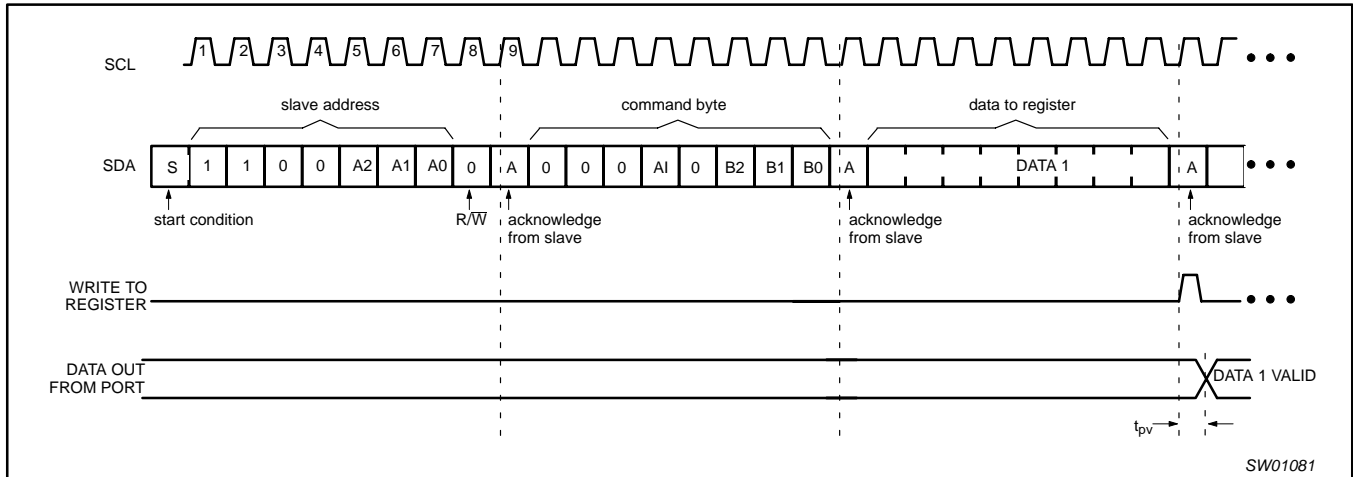 SCL 1 2 3 4 5 6 7 8 9
slave address command byte data to register
SDA S 1 1 0 0 A2 A1 A0 0 A 0 0 0 AI 0 B2 B1 B0 A DATA 1 A
start condition R/W̅ acknowledge from slave acknowledge from slave acknowledge from slave
WRITE TO
REGISTER
DATA OUT
FROM PORT
DATA 1 VALID
tpv
SW01081